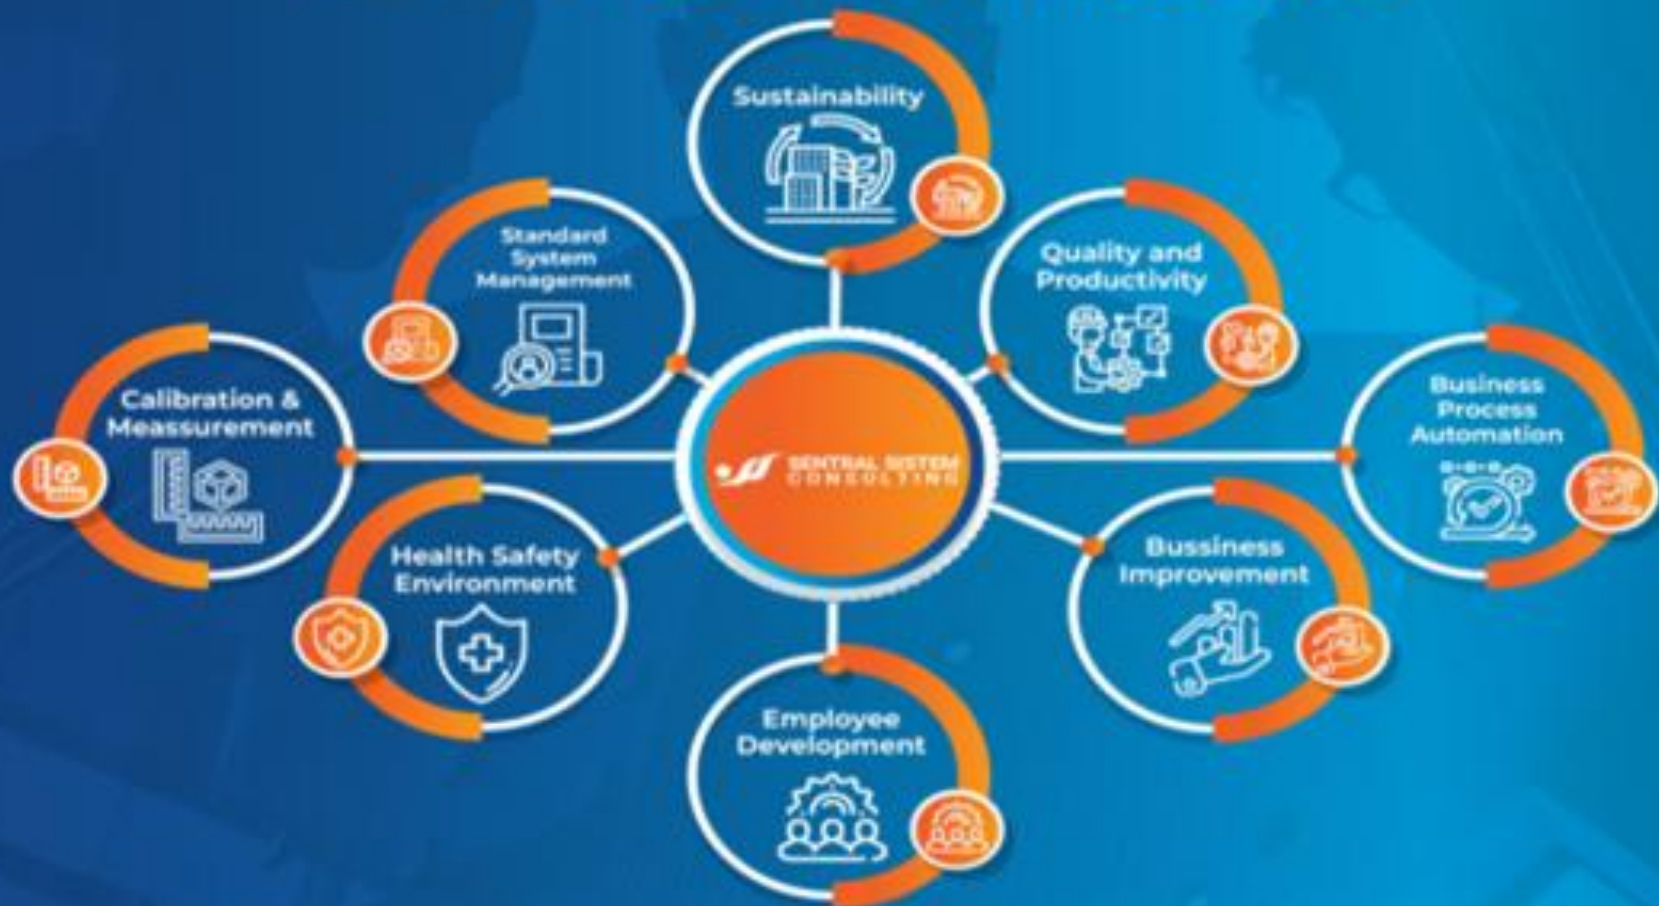 Sustainability
Standard
System
Management
Quality and
Productivity
Calibration &
Meassurement
Business
Process
Automation
SENTRAL SISTEM
CONSULTING
Health Safety
Environment
Bussiness
Improvement
Employee
Development